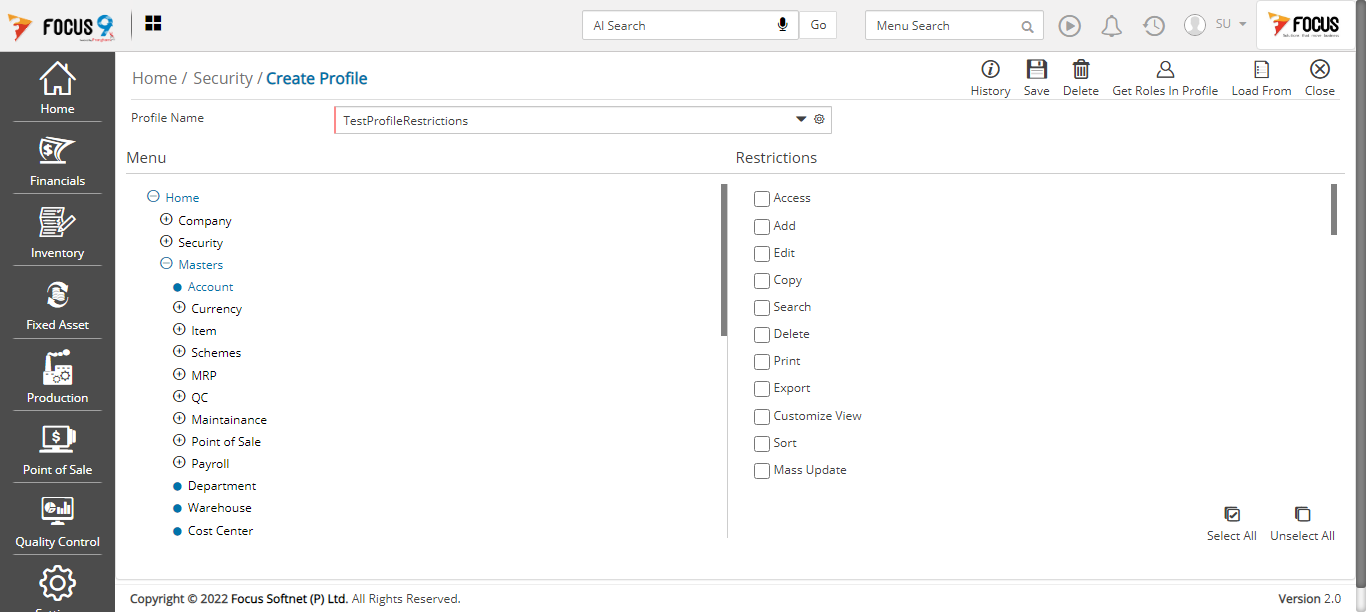 FOCUS 9
AI Search
Go
Menu Search
SU
FOCUS
Home
Financials
Inventory
Fixed Asset
Production
Point of Sale
Quality Control
Home / Security / Create Profile
History
Save
Delete
Get Roles In Profile
Load From
Close
Profile Name
TestProfileRestrictions
Menu
Home
Company
Security
Masters
Account
Currency
Item
Schemes
MRP
QC
Maintainance
Point of Sale
Payroll
Department
Warehouse
Cost Center
Restrictions
Access
Add
Edit
Copy
Search
Delete
Print
Export
Customize View
Sort
Mass Update
Select All
Unselect All
Copyright © 2022 Focus Softnet (P) Ltd. All Rights Reserved.
Version 2.0